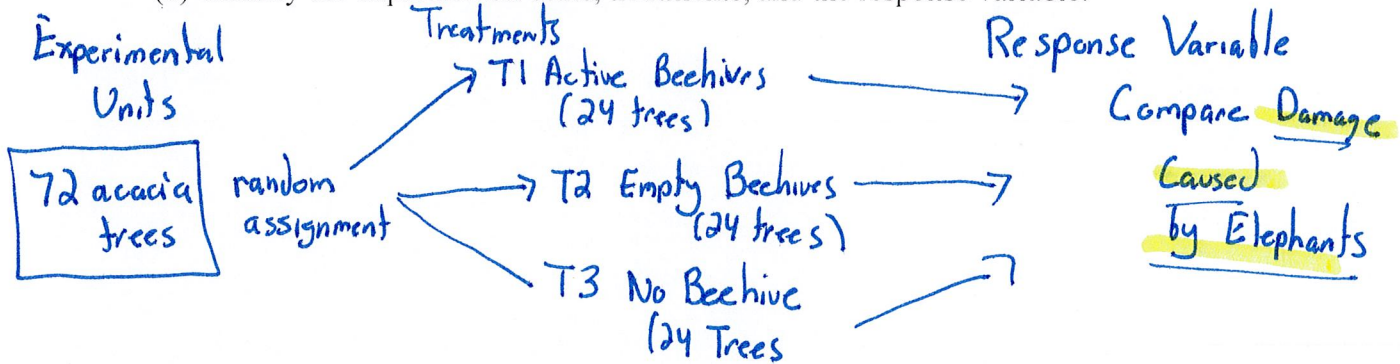 Experimental
Units
72 acacia
trees
random
assignment
Treatments
T1 Active Beehives
(24 trees)
T2 Empty Beehives
(24 trees)
T3 No Beehive
(24 Trees
Response Variable
Compare Damage
Caused
by Elephants